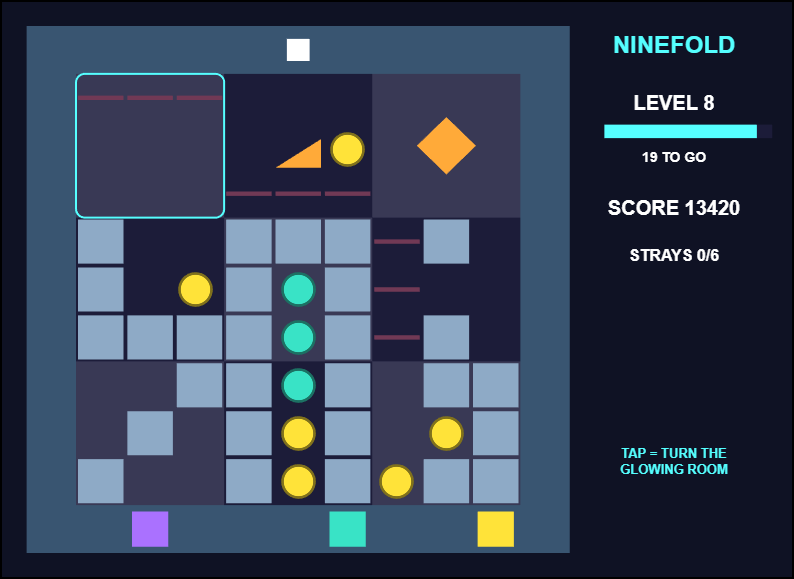 NINEFOLD
LEVEL 8
19 TO GO
SCORE 13420
STRAYS 0/6
TAP = TURN THE
GLOWING ROOM